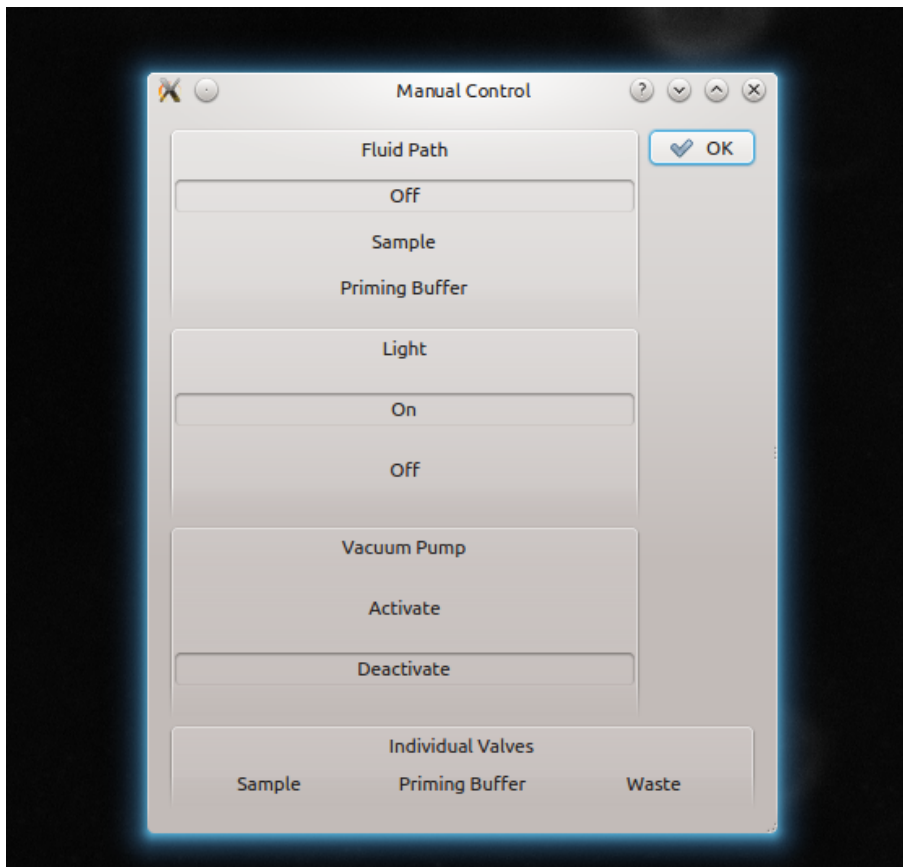 Manual Control
Fluid Path
OK
Off
Sample
Priming Buffer
Light
On
Off
Vacuum Pump
Activate
Deactivate
Individual Valves
Sample Priming Buffer Waste